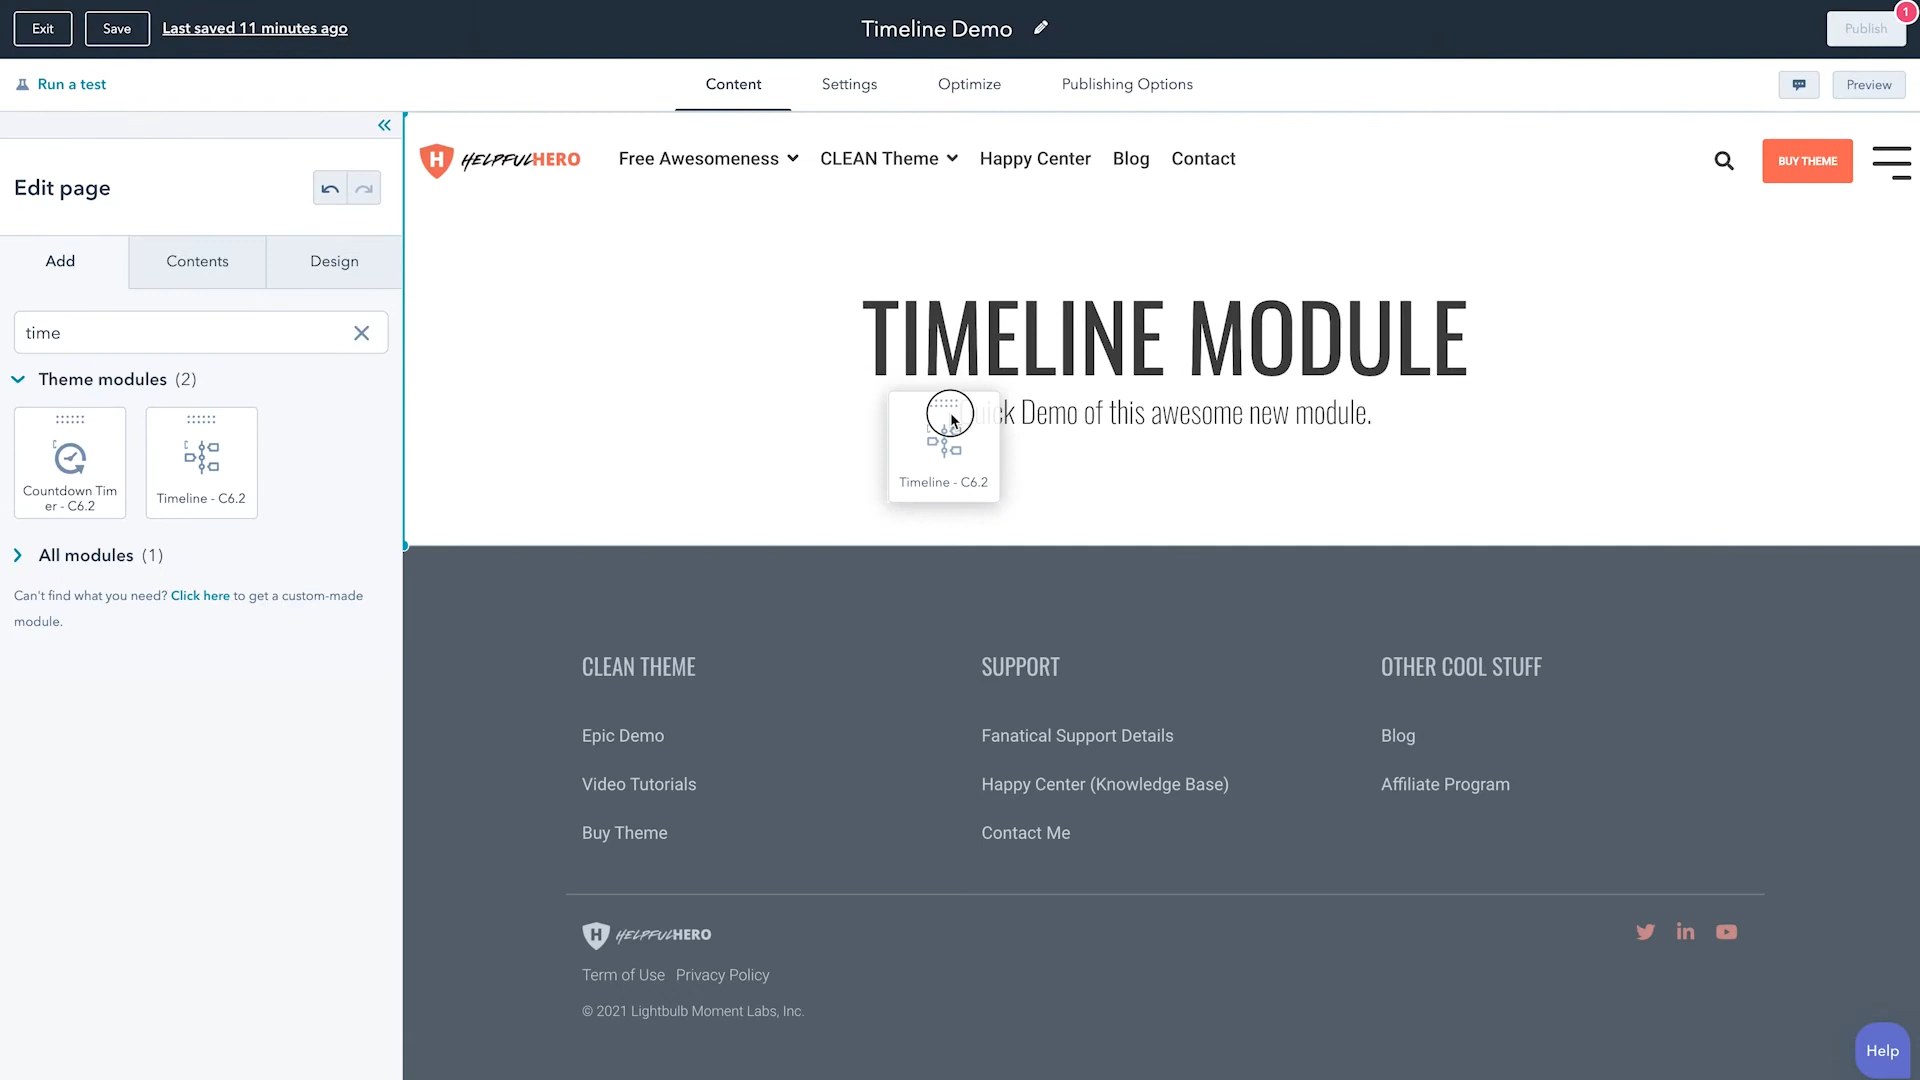 Exit
Save
Last saved 11 minutes ago
Timeline Demo
Publish
1
Run a test
Content
Settings
Optimize
Publishing Options
Preview
Edit page
Add
Contents
Design
time
Theme modules (2)
Countdown Tim
er - C6.2
Timeline - C6.2
All modules (1)
Can't find what you need? Click here to get a custom-made
module.
H HELPFULHERO
Free Awesomeness
CLEAN Theme
Happy Center
Blog
Contact
BUY THEME
TIMELINE MODULE
Demo of this awesome new module.
Timeline - C6.2
CLEAN THEME
Epic Demo
Video Tutorials
Buy Theme
SUPPORT
Fanatical Support Details
Happy Center (Knowledge Base)
Contact Me
OTHER COOL STUFF
Blog
Affiliate Program
H HELPFULHERO
Term of Use Privacy Policy
© 2021 Lightbulb Moment Labs, Inc.
Help